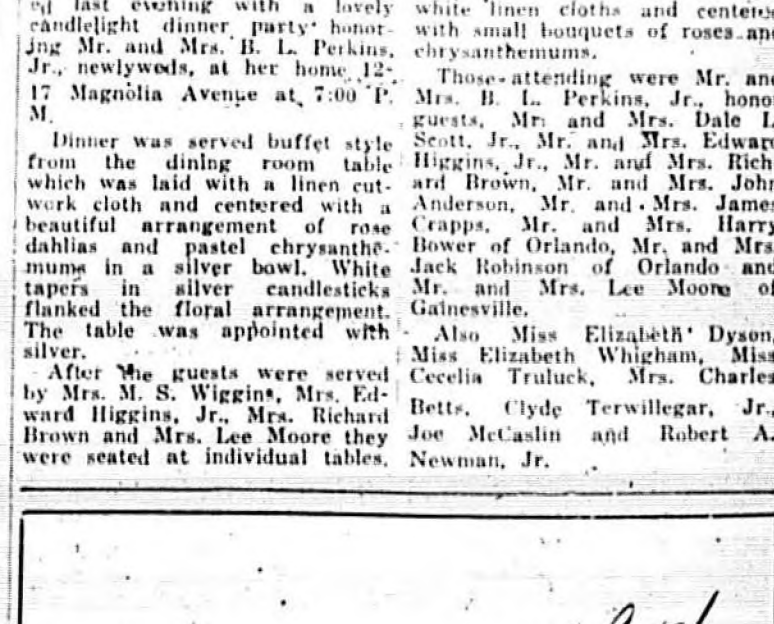 ed last evening with a lovely
candlelight dinner party honor-
ing Mr. and Mrs. B. L. Perkins,
Jr., newlyweds, at her home, 12-
17 Magnolia Avenue at 7:00 P.
M.
Dinner was served buffet style
from the dining room table
which was laid with a linen cut-
work cloth and centered with a
beautiful arrangement of rose
dahlias and pastel chrysanthe-
mums in a silver bowl. White
tapers in silver candlesticks
flanked the floral arrangement.
The table was appointed with
silver.
After the guests were served
by Mrs. M. S. Wiggins, Mrs. Ed-
ward Higgins, Jr., Mrs. Richard
Brown and Mrs. Lee Moore they
were seated at individual tables.
white linen cloths and centere
with small bouquets of roses an
chrysanthemums.
Those attending were Mr. an
Mrs. B. L. Perkins, Jr., hono
guests, Mr. and Mrs. Dale L
Scott, Jr., Mr. and Mrs. Edwar
Higgins, Jr., Mr. and Mrs. Rich
ard Brown, Mr. and Mrs. John
Anderson, Mr. and Mrs. James
Crapps, Mr. and Mrs. Harry
Bower of Orlando, Mr. and Mrs
Jack Robinson of Orlando and
Mr. and Mrs. Lee Moore of
Gainesville.
Also Miss Elizabeth Dyson,
Miss Elizabeth Whigham, Miss
Cecelia Truluck, Mrs. Charles
Betts, Clyde Terwillegar, Jr.,
Joe McCaslin and Robert A.
Newman, Jr.